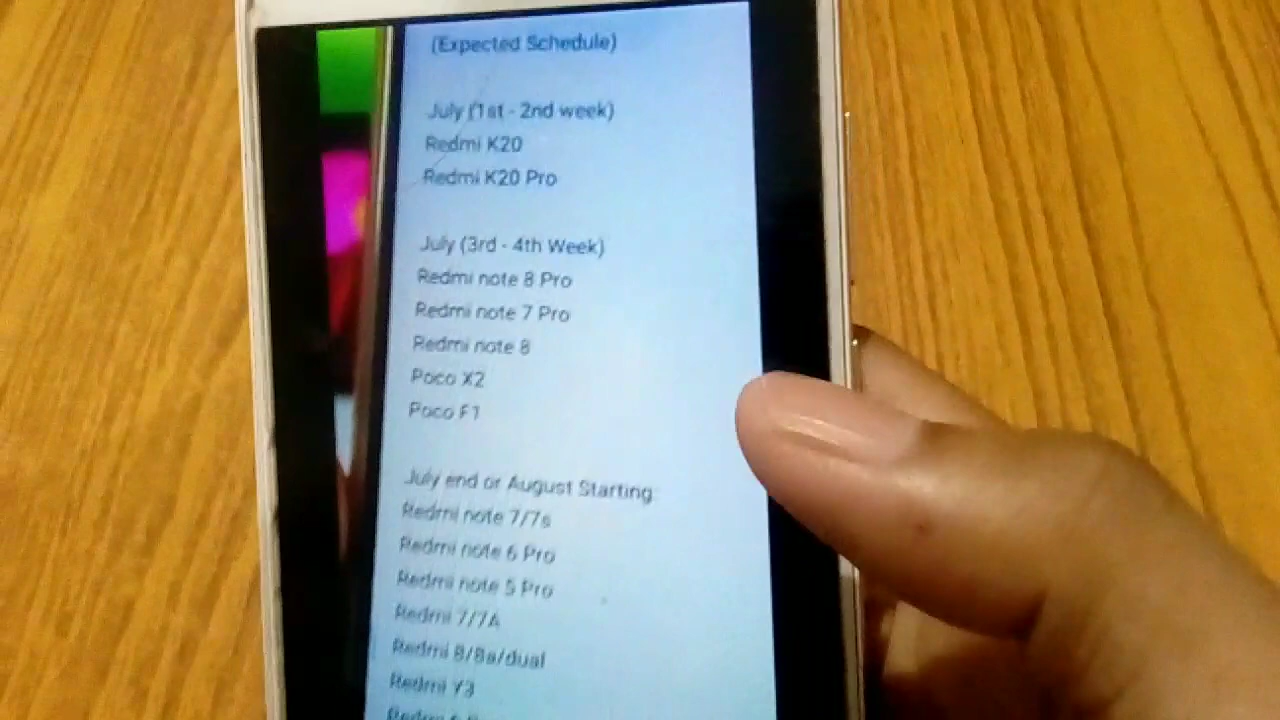 (Expected Schedule)
July (1st - 2nd week)
Redmi K20
Redmi K20 Pro
July (3rd - 4th Week)
Redmi note 8 Pro
Redmi note 7 Pro
Redmi note 8
Poco X2
Poco F1
July end or August Starting:
Redmi note 7/7s
Redmi note 6 Pro
Redmi note 5 Pro
Redmi 7/7A
Redmi 8/8a/dual
Redmi Y3